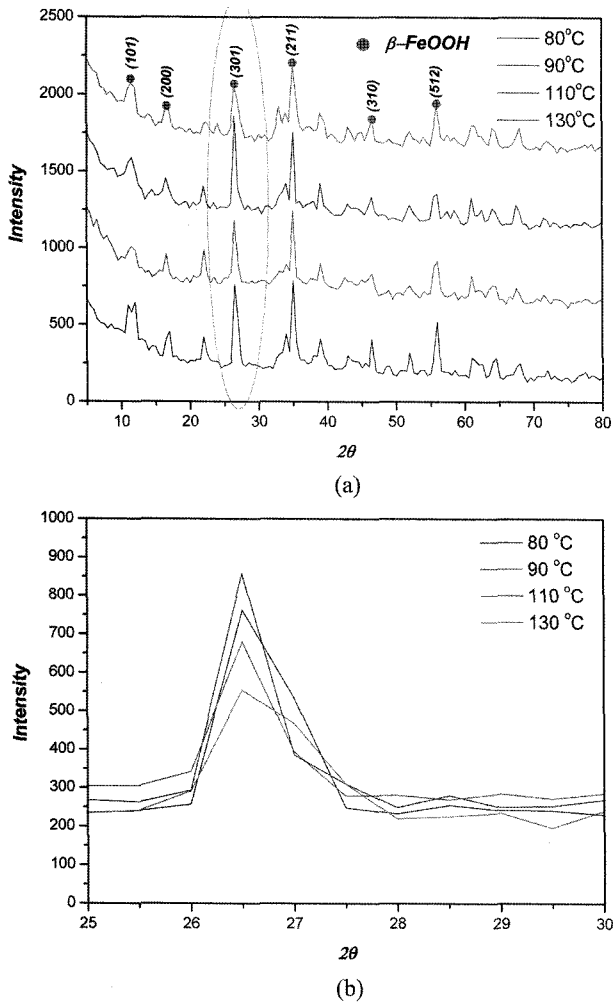 2500
2000
1500
1000
500
0
Intensity
(101)
(200)
(301)
(211)
(310)
(512)
β-FeOOH
80°C
90°C
110°C
130°C
10 20 30 40 50 60 70 80
2θ
(a)
1000
900
800
700
600
500
400
300
200
100
0
Intensity
80 °C
90 °C
110 °C
130 °C
25 26 27 28 29 30
2θ
(b)